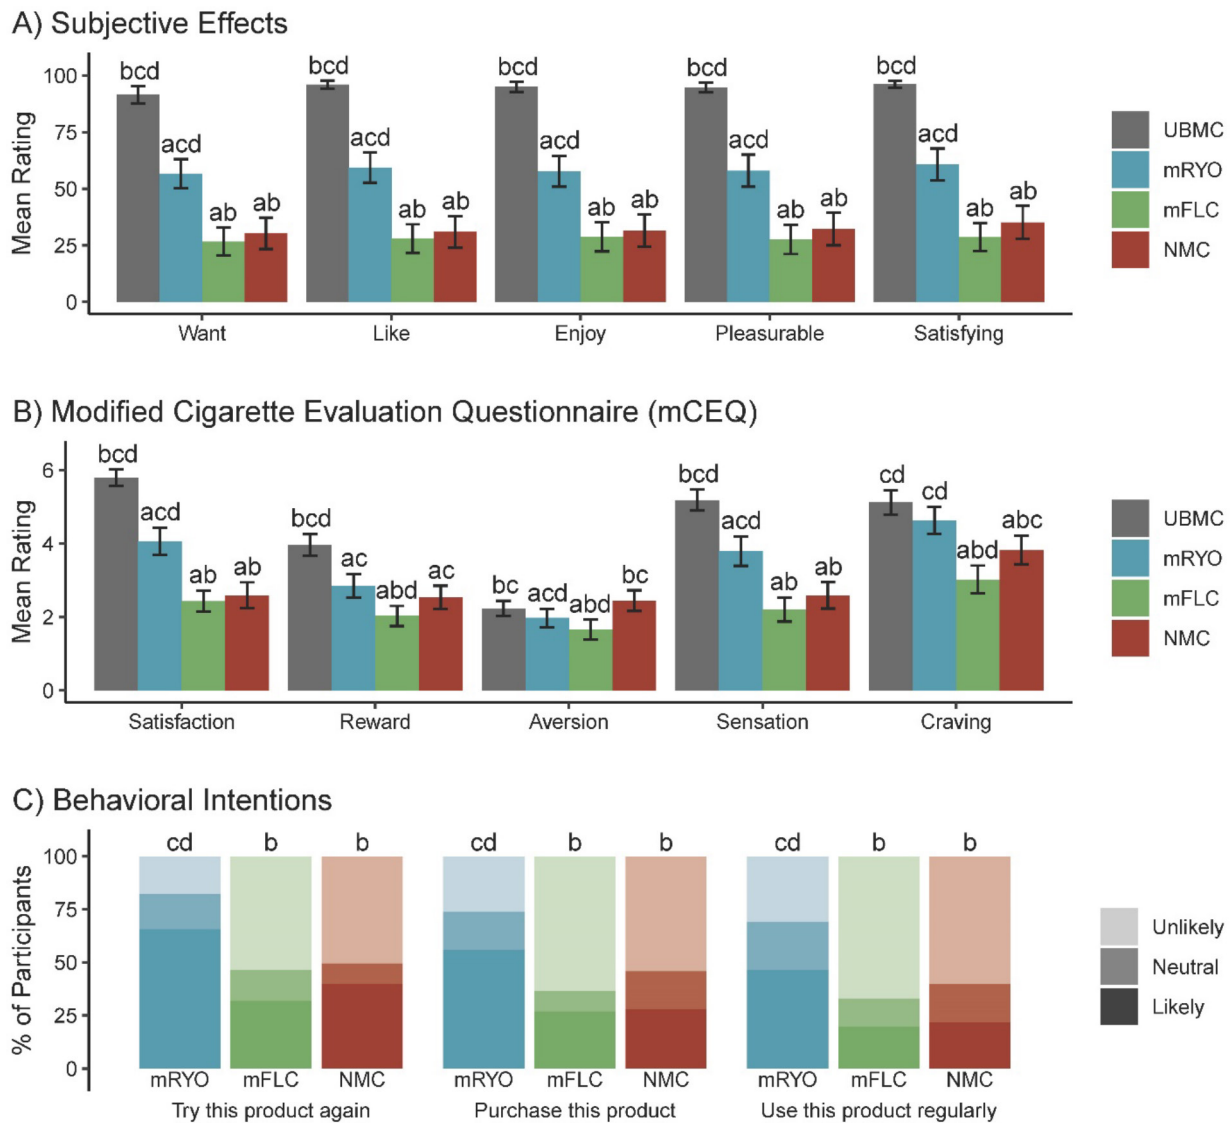 A) Subjective Effects
Mean Rating
100
75
50
25
0
bcd acd ab ab
bcd acd ab ab
bcd acd ab ab
bcd acd ab ab
bcd acd ab ab
Want Like Enjoy Pleasurable Satisfying
UBMC
mRYO
mFLC
NMC
B) Modified Cigarette Evaluation Questionnaire (mCEQ)
Mean Rating
6
4
2
0
bcd acd ab ab
bcd ac abd ac
bc acd abd bc
bcd acd ab ab
cd cd abd abc
Satisfaction Reward Aversion Sensation Craving
UBMC
mRYO
mFLC
NMC
C) Behavioral Intentions
% of Participants
100
75
50
25
0
cd b b cd b b cd b b
mRYO mFLC NMC mRYO mFLC NMC mRYO mFLC NMC
Try this product again Purchase this product Use this product regularly
Unlikely
Neutral
Likely